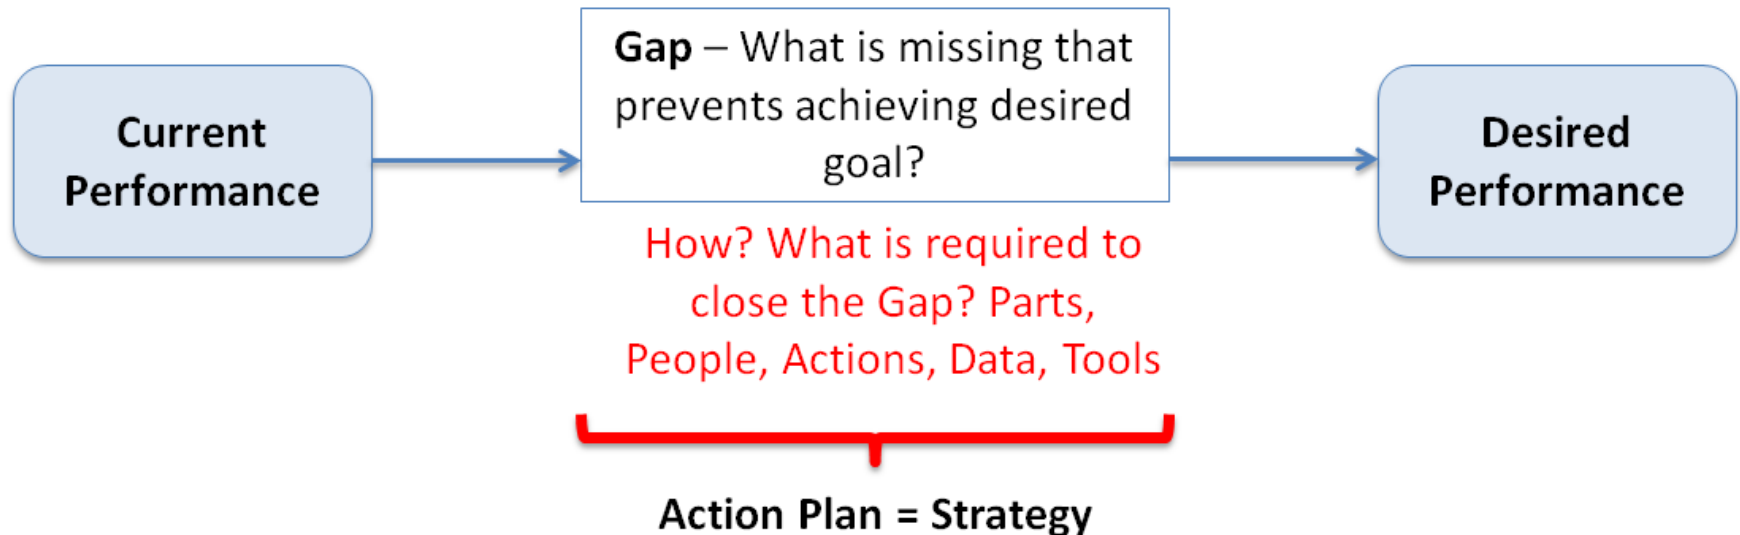 Current
Performance
Gap – What is missing that
prevents achieving desired
goal?
Desired
Performance
How? What is required to
close the Gap? Parts,
People, Actions, Data, Tools
Action Plan = Strategy